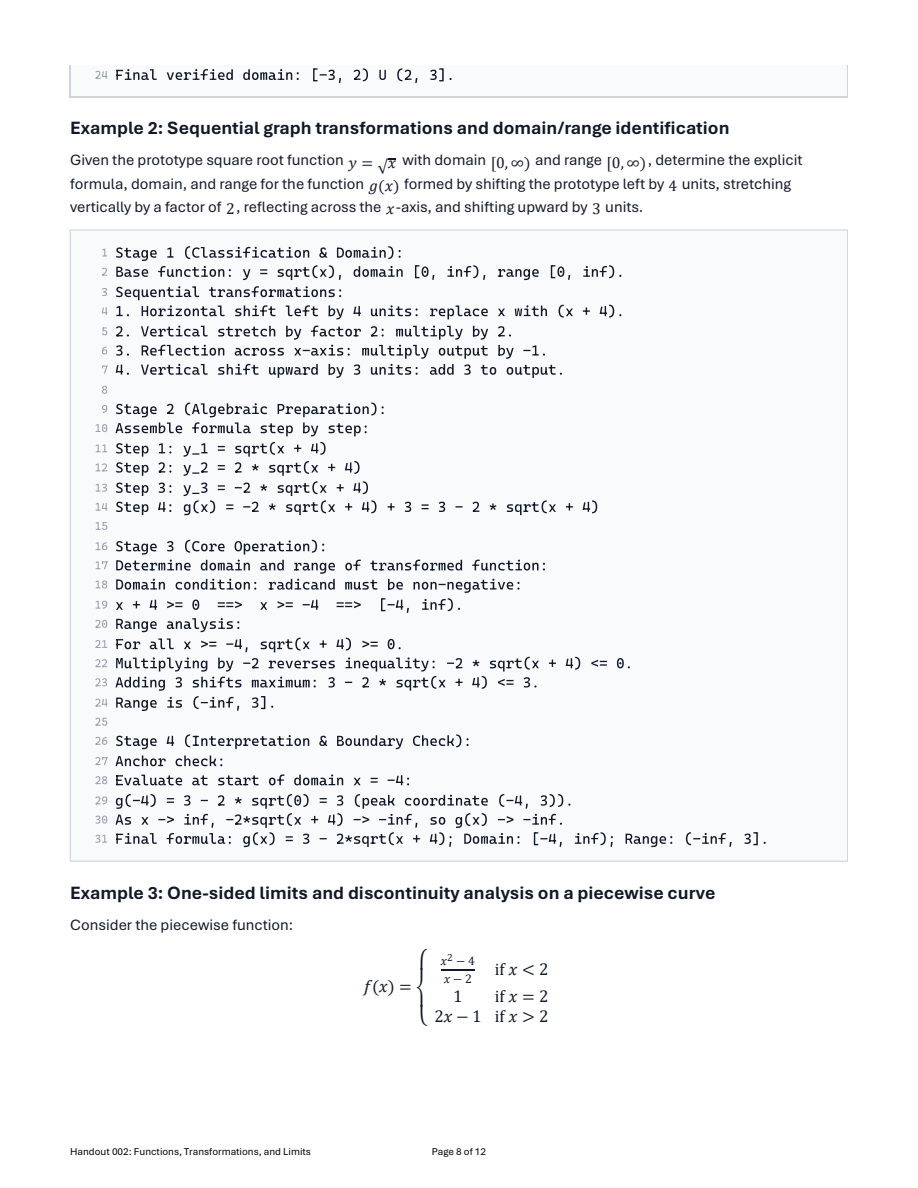 24 Final verified domain: [-3, 2) U (2, 3].
Example 2: Sequential graph transformations and domain/range identification
Given the prototype square root function y = √x with domain [0, ∞) and range [0, ∞), determine the explicit
formula, domain, and range for the function g(x) formed by shifting the prototype left by 4 units, stretching
vertically by a factor of 2, reflecting across the x-axis, and shifting upward by 3 units.
1 Stage 1 (Classification & Domain):
2 Base function: y = sqrt(x), domain [0, inf), range [0, inf).
3 Sequential transformations:
4 1. Horizontal shift left by 4 units: replace x with (x + 4).
5 2. Vertical stretch by factor 2: multiply by 2.
6 3. Reflection across x-axis: multiply output by -1.
7 4. Vertical shift upward by 3 units: add 3 to output.
8
9 Stage 2 (Algebraic Preparation):
10 Assemble formula step by step:
11 Step 1: y_1 = sqrt(x + 4)
12 Step 2: y_2 = 2 * sqrt(x + 4)
13 Step 3: y_3 = -2 * sqrt(x + 4)
14 Step 4: g(x) = -2 * sqrt(x + 4) + 3 = 3 - 2 * sqrt(x + 4)
15
16 Stage 3 (Core Operation):
17 Determine domain and range of transformed function:
18 Domain condition: radicand must be non-negative:
19 x + 4 >= 0  ==>  x >= -4  ==>  [-4, inf).
20 Range analysis:
21 For all x >= -4, sqrt(x + 4) >= 0.
22 Multiplying by -2 reverses inequality: -2 * sqrt(x + 4) <= 0.
23 Adding 3 shifts maximum: 3 - 2 * sqrt(x + 4) <= 3.
24 Range is (-inf, 3].
25
26 Stage 4 (Interpretation & Boundary Check):
27 Anchor check:
28 Evaluate at start of domain x = -4:
29 g(-4) = 3 - 2 * sqrt(0) = 3 (peak coordinate (-4, 3)).
30 As x -> inf, -2*sqrt(x + 4) -> -inf, so g(x) -> -inf.
31 Final formula: g(x) = 3 - 2*sqrt(x + 4); Domain: [-4, inf); Range: (-inf, 3].
Example 3: One-sided limits and discontinuity analysis on a piecewise curve
Consider the piecewise function:
f(x) = { (x² − 4)/(x − 2) if x < 2
1 if x = 2
2x − 1 if x > 2
Handout 002: Functions, Transformations, and Limits Page 8 of 12